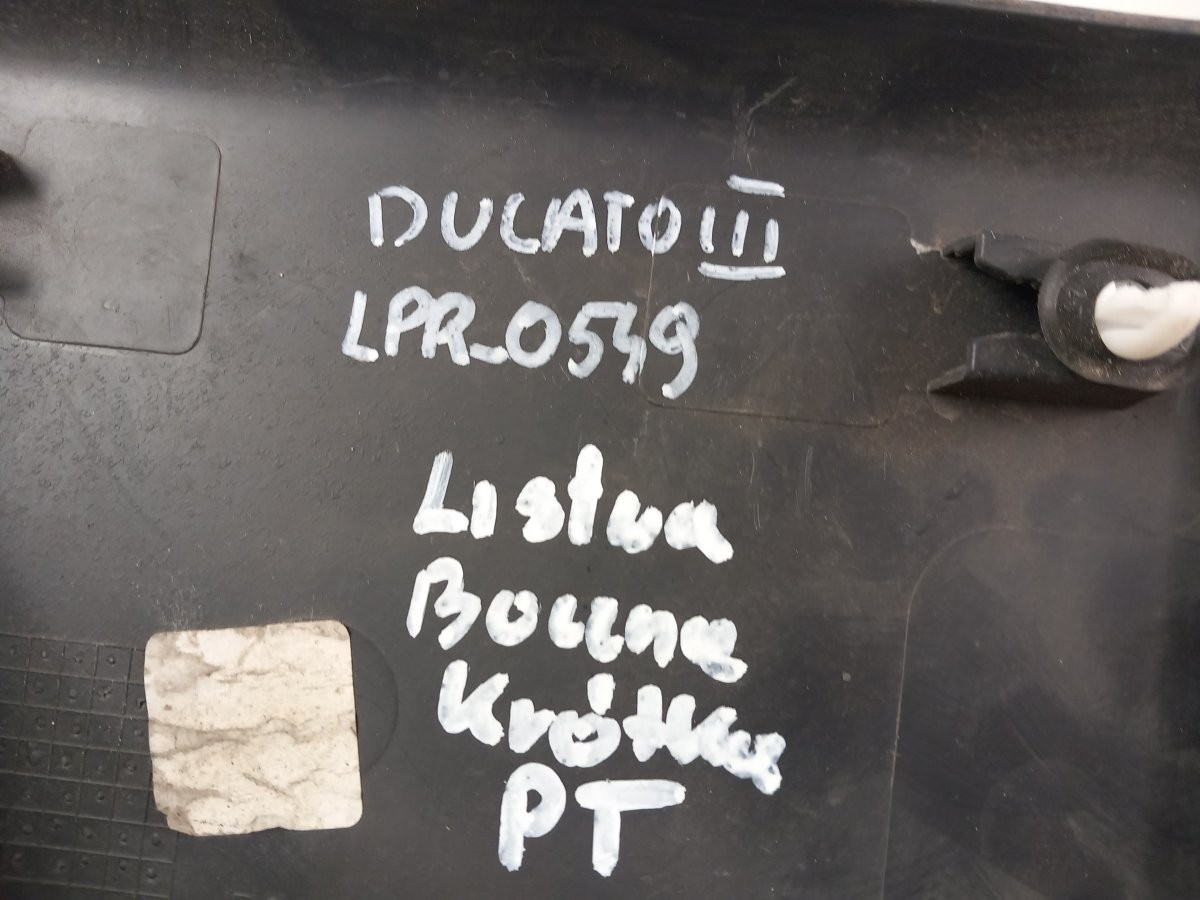 DUCATO III
LPR_0549
Listwa
Boczna
Krótka
PT